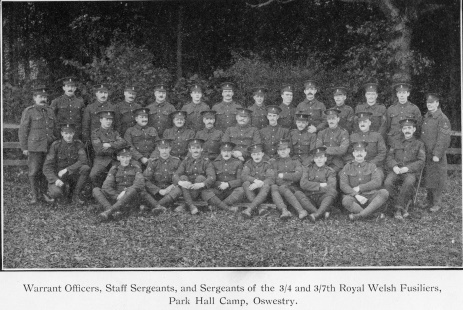 Warrant Officers, Staff Sergeants, and Sergeants of the 3/4 and 3/7th Royal Welsh Fusiliers,
Park Hall Camp, Oswestry.